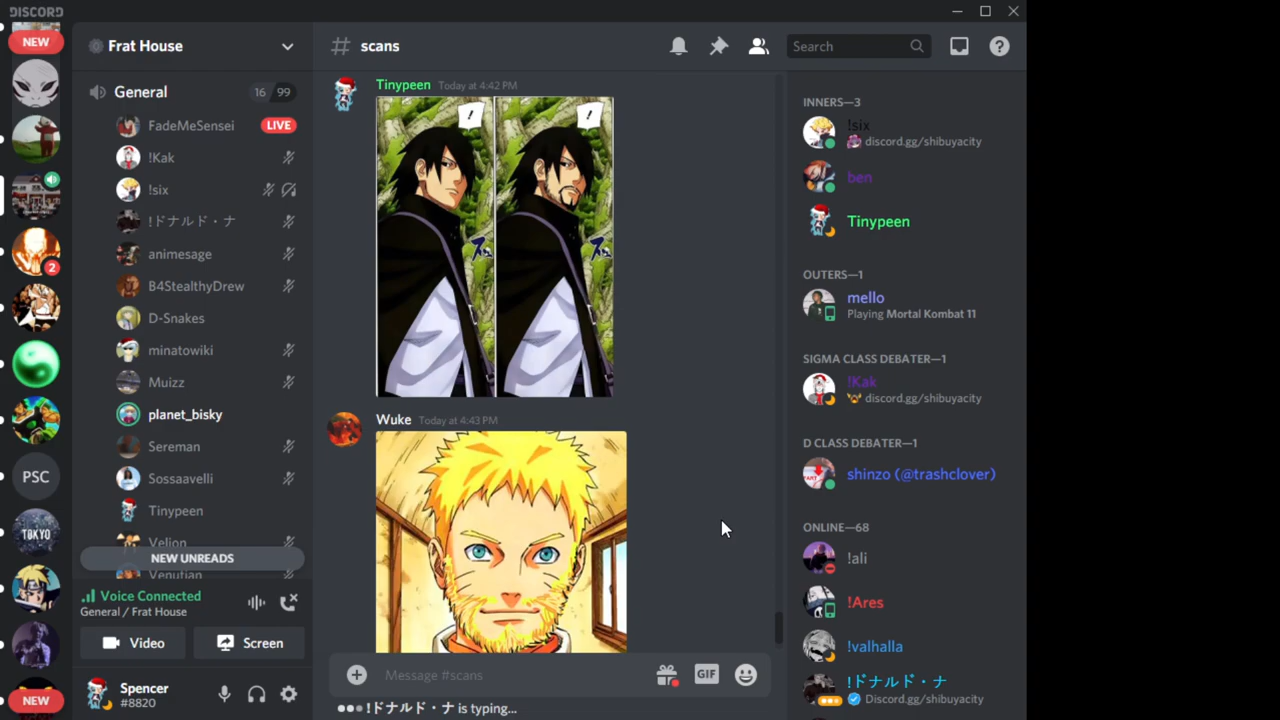 DISCORD
NEW
2
PSC
TOKYO
NEW
Frat House
General 16 99
FadeMeSensei LIVE
!Kak
!six
!ドナルド・ナ
animesage
B4StealthyDrew
D-Snakes
minatowiki
Muizz
planet_bisky
Sereman
Sossaavelli
Tinypeen
Velion
NEW UNREADS
Venutian
Voice Connected
General / Frat House
Video Screen
Spencer
#8820
# scans
Search
Tinypeen Today at 4:42 PM
! !
Wuke Today at 4:43 PM
Message #scans
GIF
!ドナルド・ナ is typing...
INNERS—3
!six
discord.gg/shibuyacity
ben
Tinypeen
OUTERS—1
mello
Playing Mortal Kombat 11
SIGMA CLASS DEBATER—1
!Kak
discord.gg/shibuyacity
D CLASS DEBATER—1
shinzo (@trashclover)
ONLINE—68
!ali
!Ares
!valhalla
!ドナルド・ナ
Discord.gg/shibuyacity